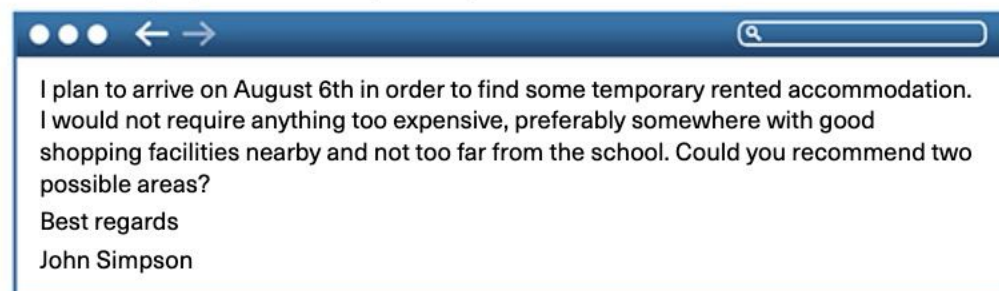 I plan to arrive on August 6th in order to find some temporary rented accommodation.
I would not require anything too expensive, preferably somewhere with good
shopping facilities nearby and not too far from the school. Could you recommend two
possible areas?
Best regards
John Simpson